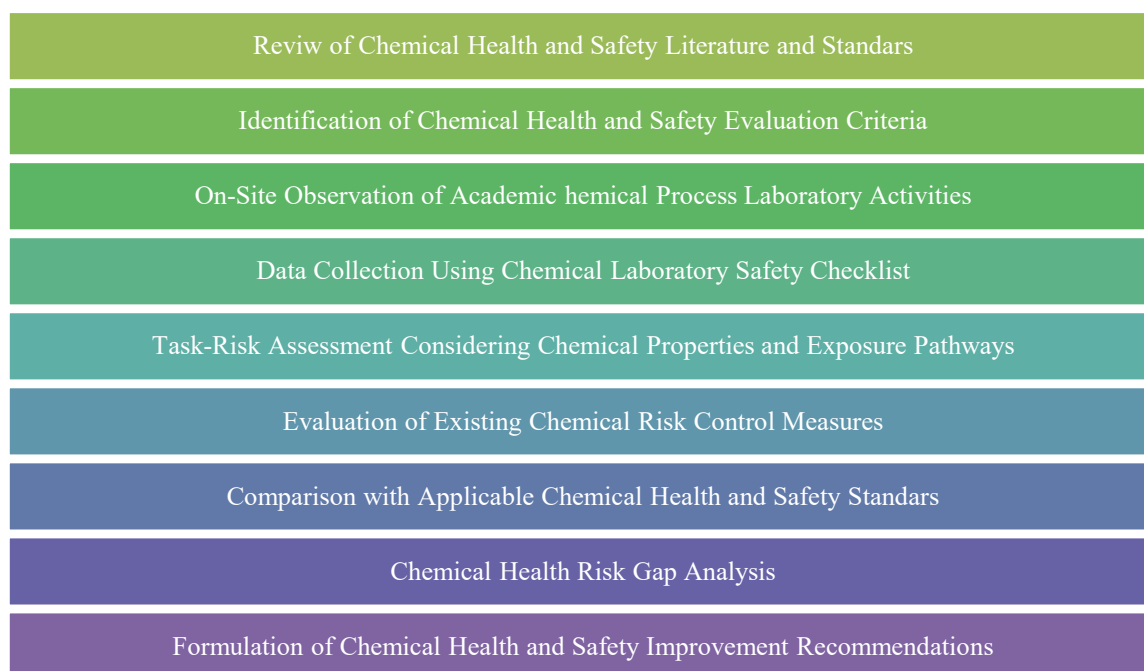 Reviw of Chemical Health and Safety Literature and Standars
Identification of Chemical Health and Safety Evaluation Criteria
On-Site Observation of Academic hemical Process Laboratory Activities
Data Collection Using Chemical Laboratory Safety Checklist
Task-Risk Assessment Considering Chemical Properties and Exposure Pathways
Evaluation of Existing Chemical Risk Control Measures
Comparison with Applicable Chemical Health and Safety Standars
Chemical Health Risk Gap Analysis
Formulation of Chemical Health and Safety Improvement Recommendations